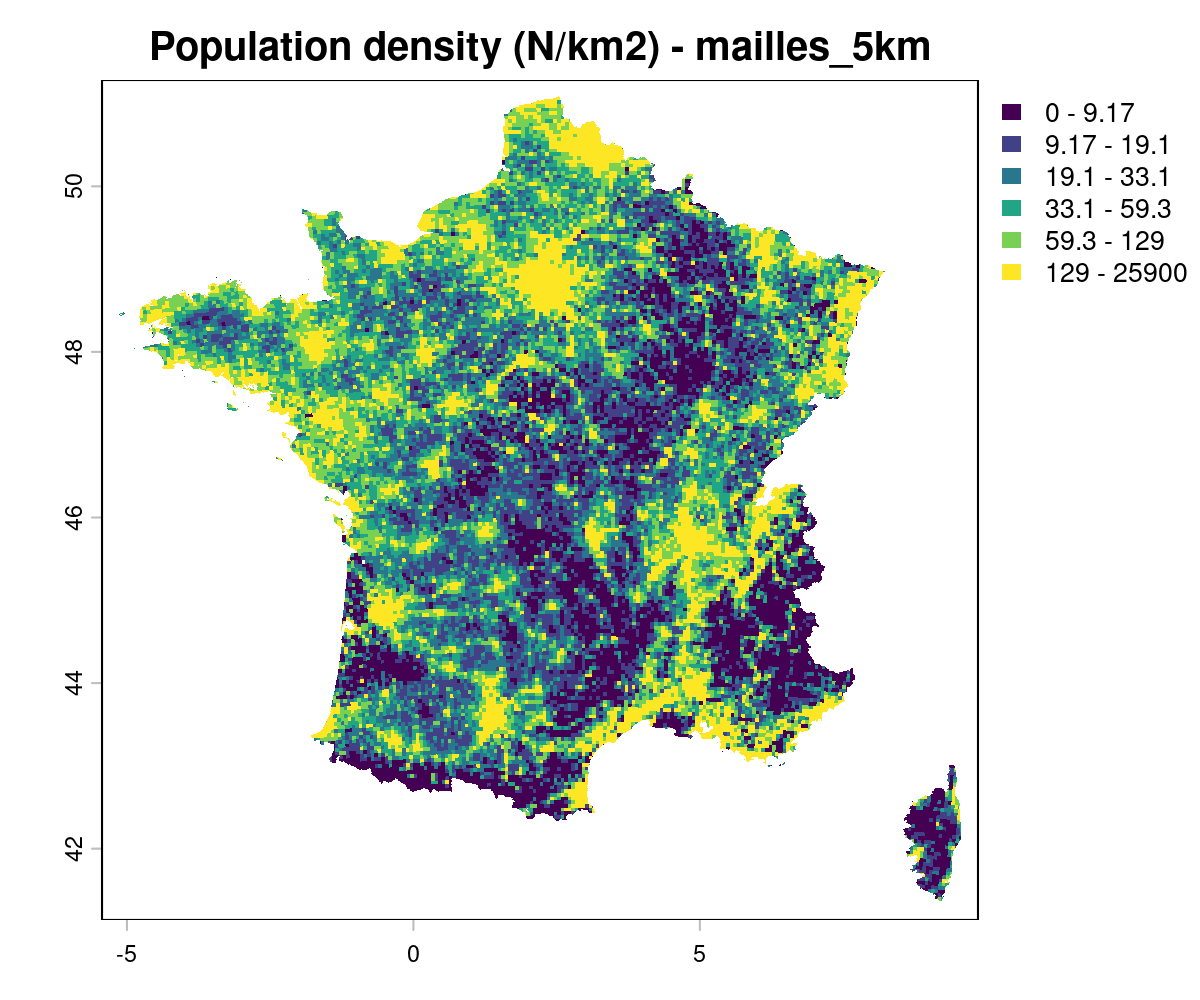 Population density (N/km2) - mailles_5km
0 - 9.17
9.17 - 19.1
19.1 - 33.1
33.1 - 59.3
59.3 - 129
129 - 25900
50
48
46
44
42
-5
0
5